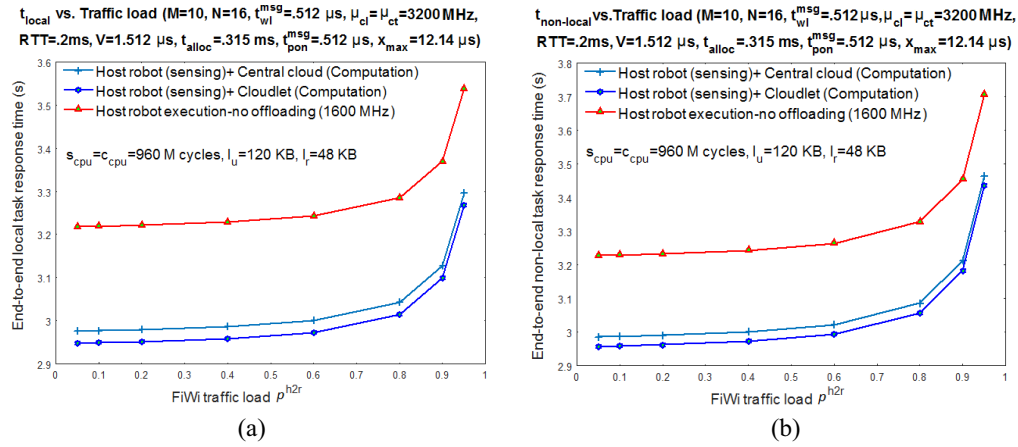 t_local vs. Traffic load (M=10, N=16, t_wl^msg=.512 µs, µ_cl= µ_ct=3200 MHz,
RTT=.2ms, V=1.512 µs, t_alloc=.315 ms, t_pon^msg=.512 µs, x_max=12.14 µs)
End-to-end local task response time (s)
3.6
3.5
3.4
3.3
3.2
3.1
3
2.9
Host robot (sensing)+ Central cloud (Computation)
Host robot (sensing)+ Cloudlet (Computation)
Host robot execution-no offloading (1600 MHz)
s_cpu=c_cpu=960 M cycles, l_u=120 KB, l_r=48 KB
0 0.1 0.2 0.3 0.4 0.5 0.6 0.7 0.8 0.9 1
FiWi traffic load p^h2r
(a)
t_non-local vs. Traffic load (M=10, N=16, t_wl^msg=.512 µs, µ_cl= µ_ct=3200 MHz,
RTT=.2ms, V=1.512 µs, t_alloc=.315 ms, t_pon^msg=.512 µs, x_max=12.14 µs)
End-to-end non-local task response time (s)
3.8
3.7
3.6
3.5
3.4
3.3
3.2
3.1
3
2.9
Host robot (sensing)+ Central cloud (Computation)
Host robot (sensing)+ Cloudlet (Computation)
Host robot execution-no offloading (1600 MHz)
s_cpu=c_cpu=960 M cycles, l_u=120 KB, l_r=48 KB
0 0.1 0.2 0.3 0.4 0.5 0.6 0.7 0.8 0.9 1
FiWi traffic load p^h2r
(b)